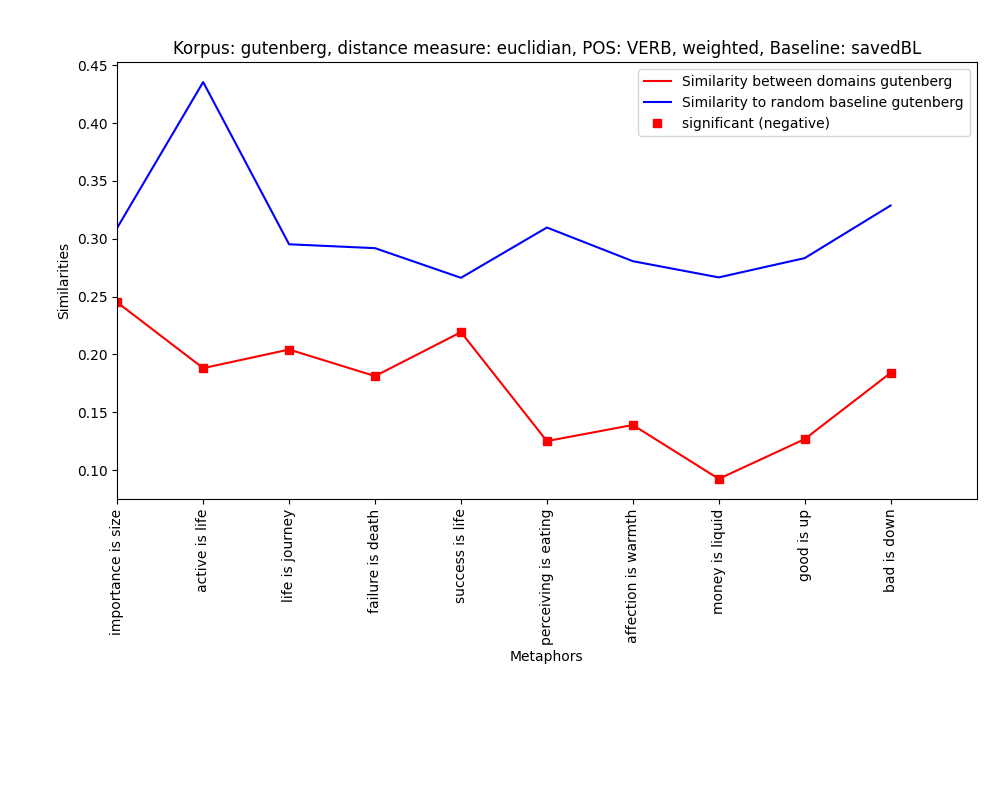 Korpus: gutenberg, distance measure: euclidian, POS: VERB, weighted, Baseline: savedBL
Similarity between domains gutenberg
Similarity to random baseline gutenberg
significant (negative)
Similarities
0.45
0.40
0.35
0.30
0.25
0.20
0.15
0.10
importance is size
active is life
life is journey
failure is death
success is life
perceiving is eating
affection is warmth
money is liquid
good is up
bad is down
Metaphors